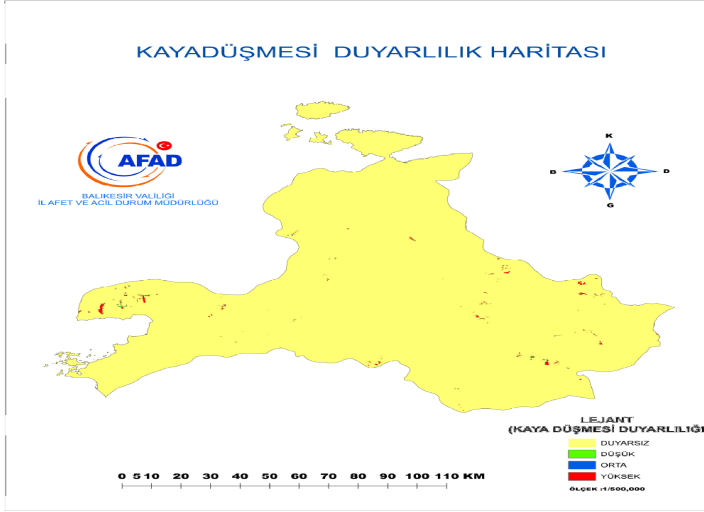 KAYADÜŞMESİ DUYARLILIK HARİTASI
AFAD
BALIKESİR VALİLİĞİ
İL AFET VE ACİL DURUM MÜDÜRLÜĞÜ
K
B D
G
LEJANT
(KAYA DÜŞMESİ DUYARLILIĞI
DUYARSIZ
DÜŞÜK
ORTA
YÜKSEK
ÖLÇEK :1/500,000
0 5 10 20 30 40 50 60 70 80 90 100 110 KM